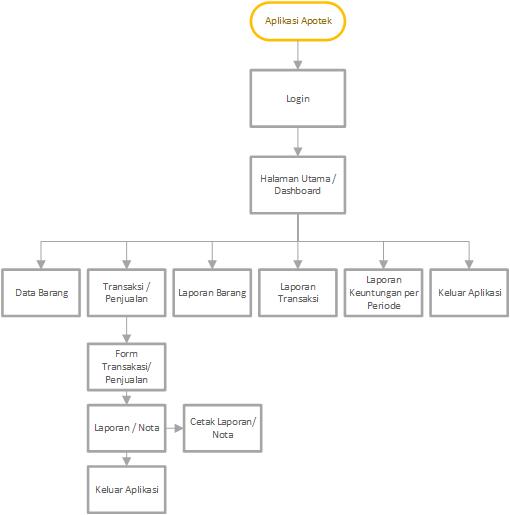 Aplikasi Apotek
Login
Halaman Utama /
Dashboard
Data Barang
Transaksi /
Penjualan
Laporan Barang
Laporan
Transaksi
Laporan
Keuntungan per
Periode
Keluar Aplikasi
Form
Transakasi/
Penjualan
Laporan / Nota
Cetak Laporan/
Nota
Keluar Aplikasi